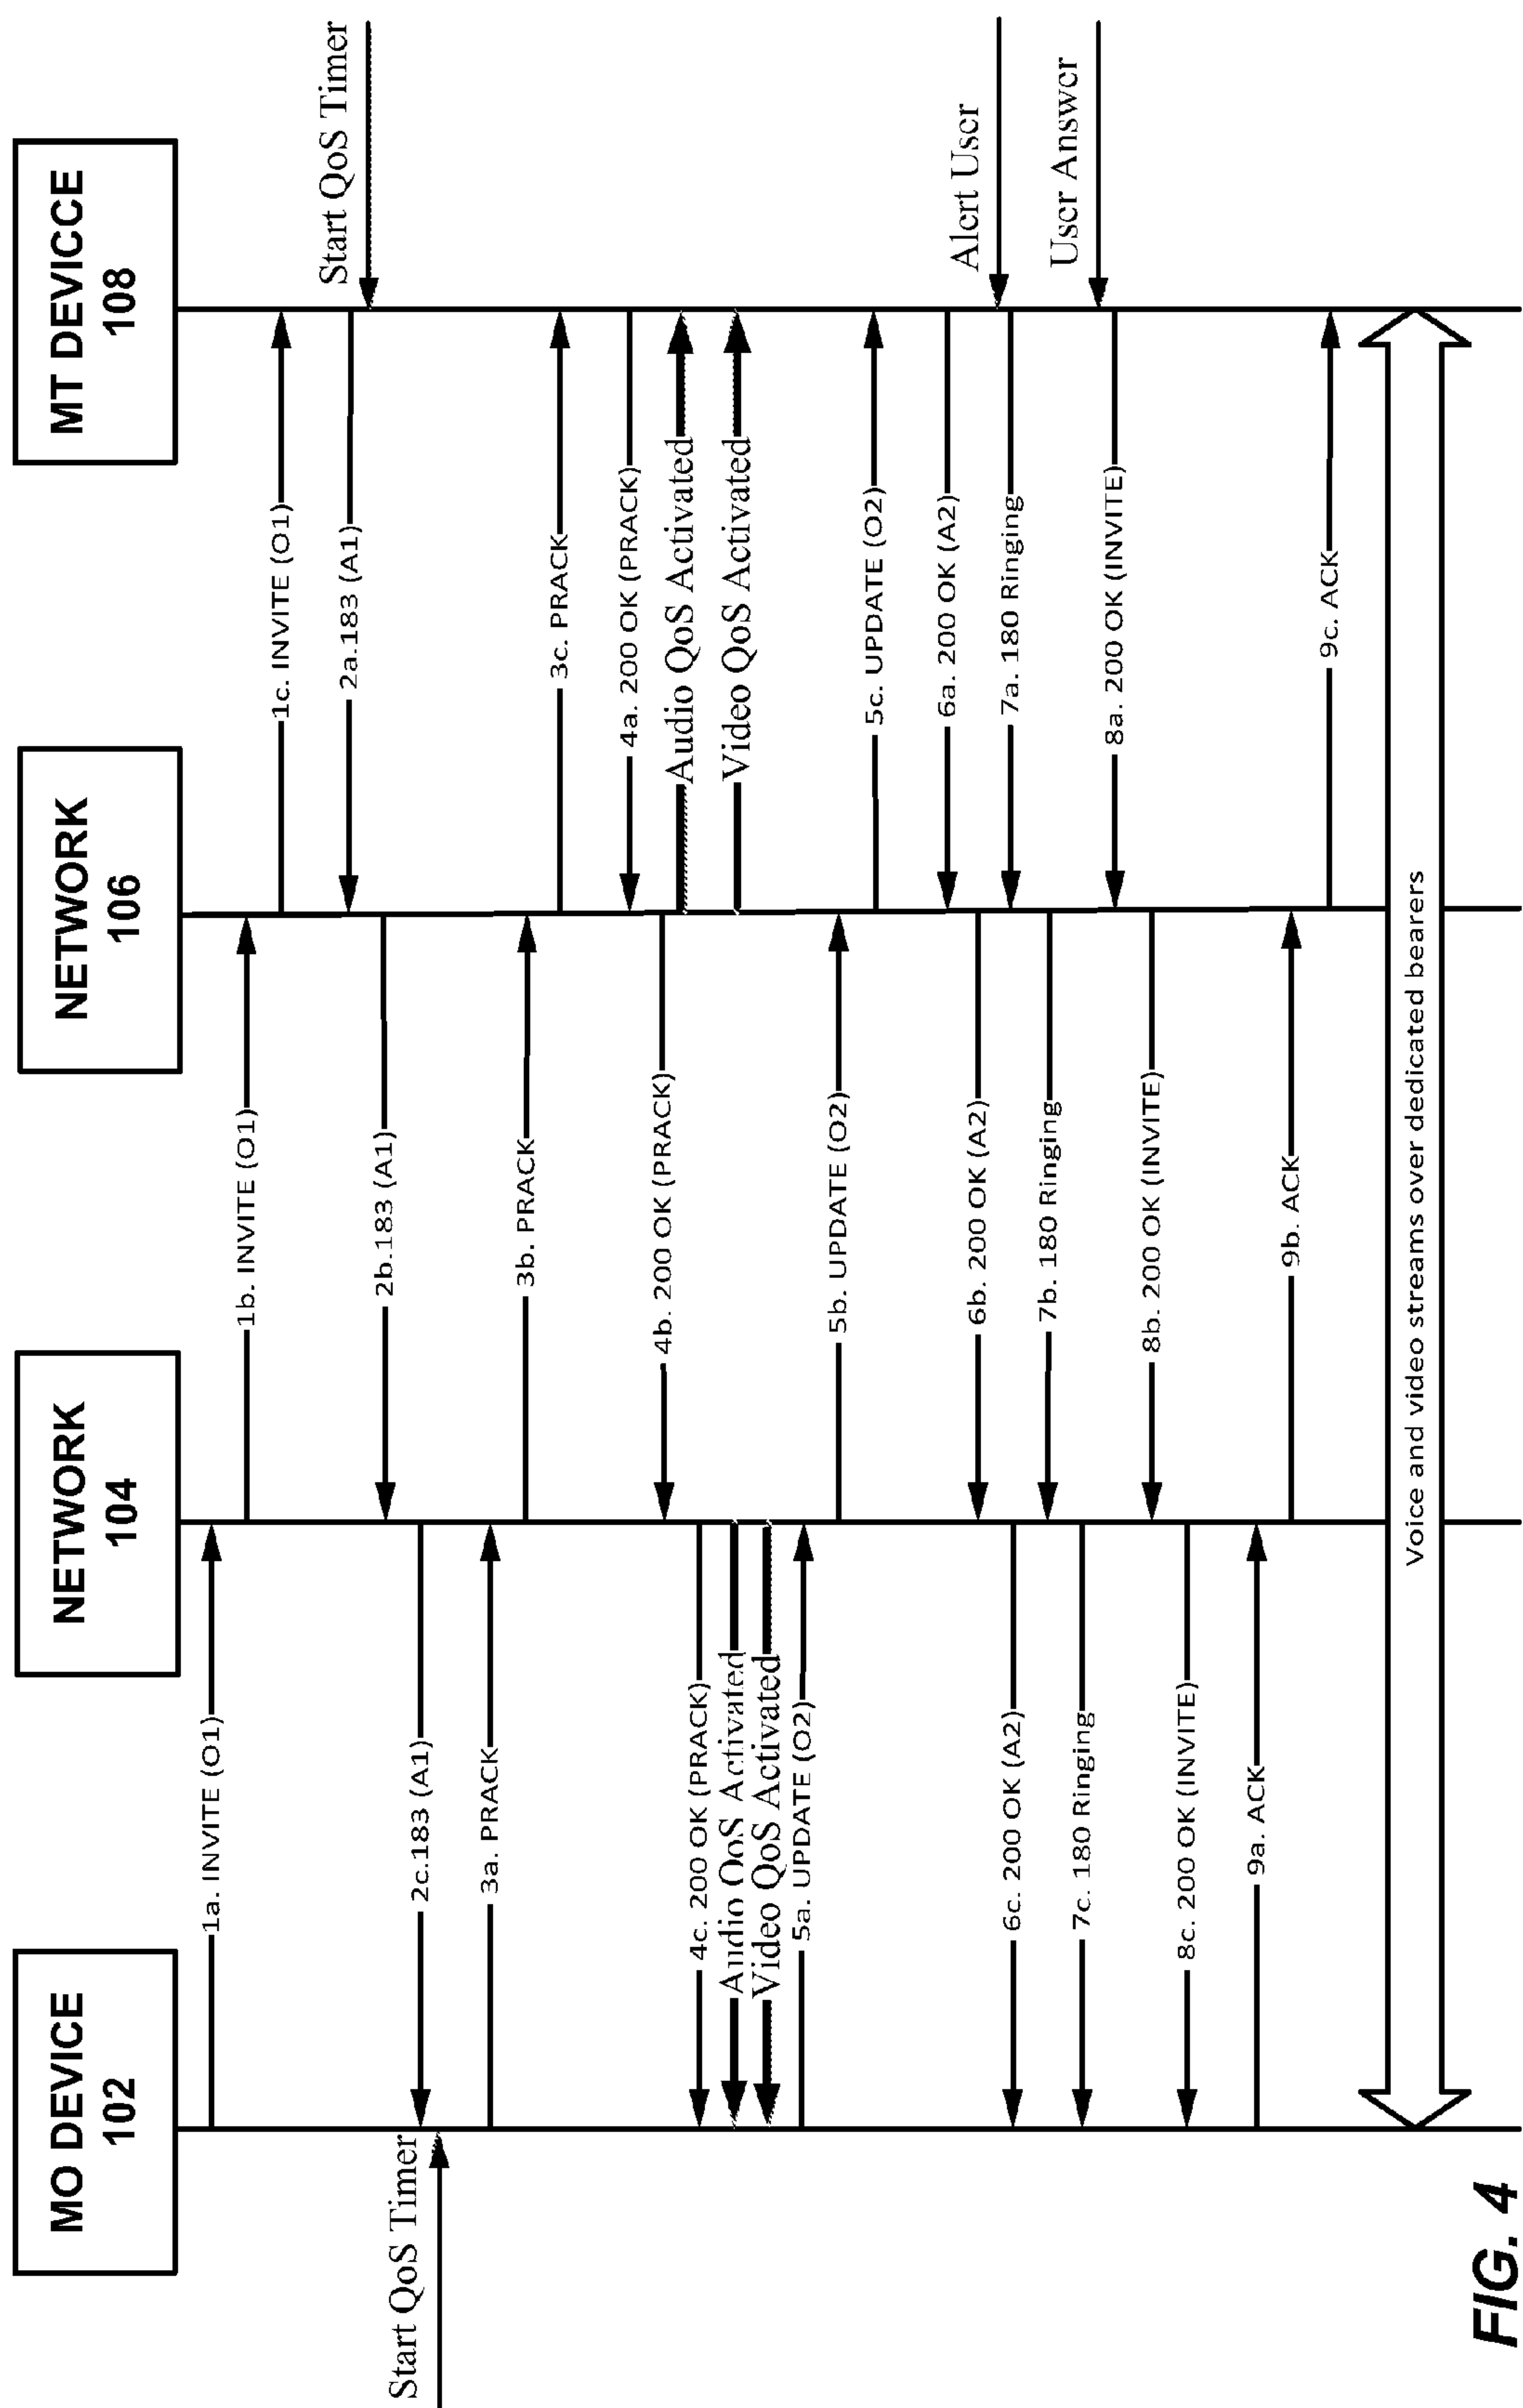 MO DEVICE
102
NETWORK
104
NETWORK
106
MT DEVICCE
108
1a. INVITE (O1)
1b. INVITE (O1)
1c. INVITE (O1)
2a.183 (A1)
Start QoS Timer
2b.183 (A1)
2c.183 (A1)
Start QoS Timer
3a. PRACK
3b. PRACK
3c. PRACK
4a. 200 OK (PRACK)
4b. 200 OK (PRACK)
Audio QoS Activated
4c. 200 OK (PRACK)
Audio QoS Activated
Video QoS Activated
Video QoS Activated
5a. UPDATE (O2)
5b. UPDATE (O2)
5c. UPDATE (O2)
6a. 200 OK (A2)
6b. 200 OK (A2)
Alert User
7a. 180 Ringing
6c. 200 OK (A2)
7b. 180 Ringing
7c. 180 Ringing
User Answer
8a. 200 OK (INVITE)
8b. 200 OK (INVITE)
8c. 200 OK (INVITE)
9a. ACK
9b. ACK
9c. ACK
Voice and video streams over dedicated bearers
FIG. 4